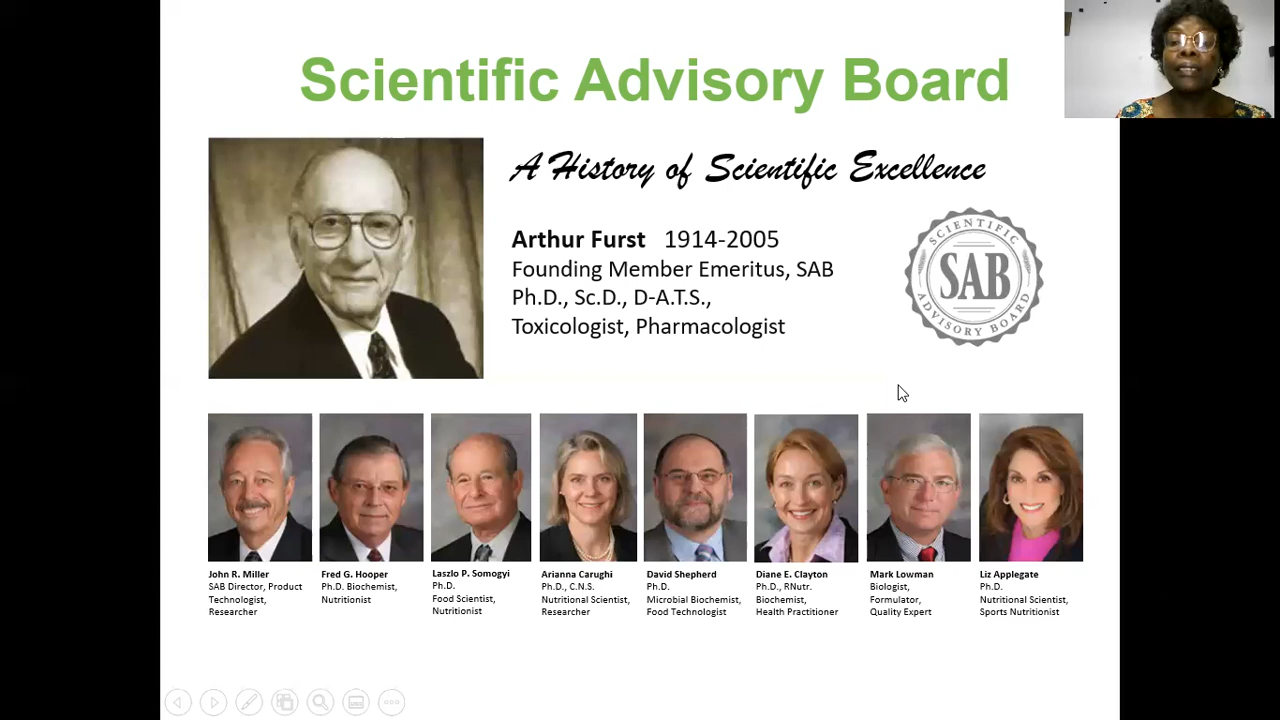 Scientific Advisory Board
A History of Scientific Excellence
Arthur Furst 1914-2005
Founding Member Emeritus, SAB
Ph.D., Sc.D., D-A.T.S.,
Toxicologist, Pharmacologist
SCIENTIFIC
SAB
ADVISORY BOARD
John R. Miller
SAB Director, Product
Technologist,
Researcher
Fred G. Hooper
Ph.D. Biochemist,
Nutritionist
Laszlo P. Somogyi
Ph.D.
Food Scientist,
Nutritionist
Arianna Carughi
Ph.D., C.N.S.
Nutritional Scientist,
Researcher
David Shepherd
Ph.D.
Microbial Biochemist,
Food Technologist
Diane E. Clayton
Ph.D., RNutr.
Biochemist,
Health Practitioner
Mark Lowman
Biologist,
Formulator,
Quality Expert
Liz Applegate
Ph.D.
Nutritional Scientist,
Sports Nutritionist